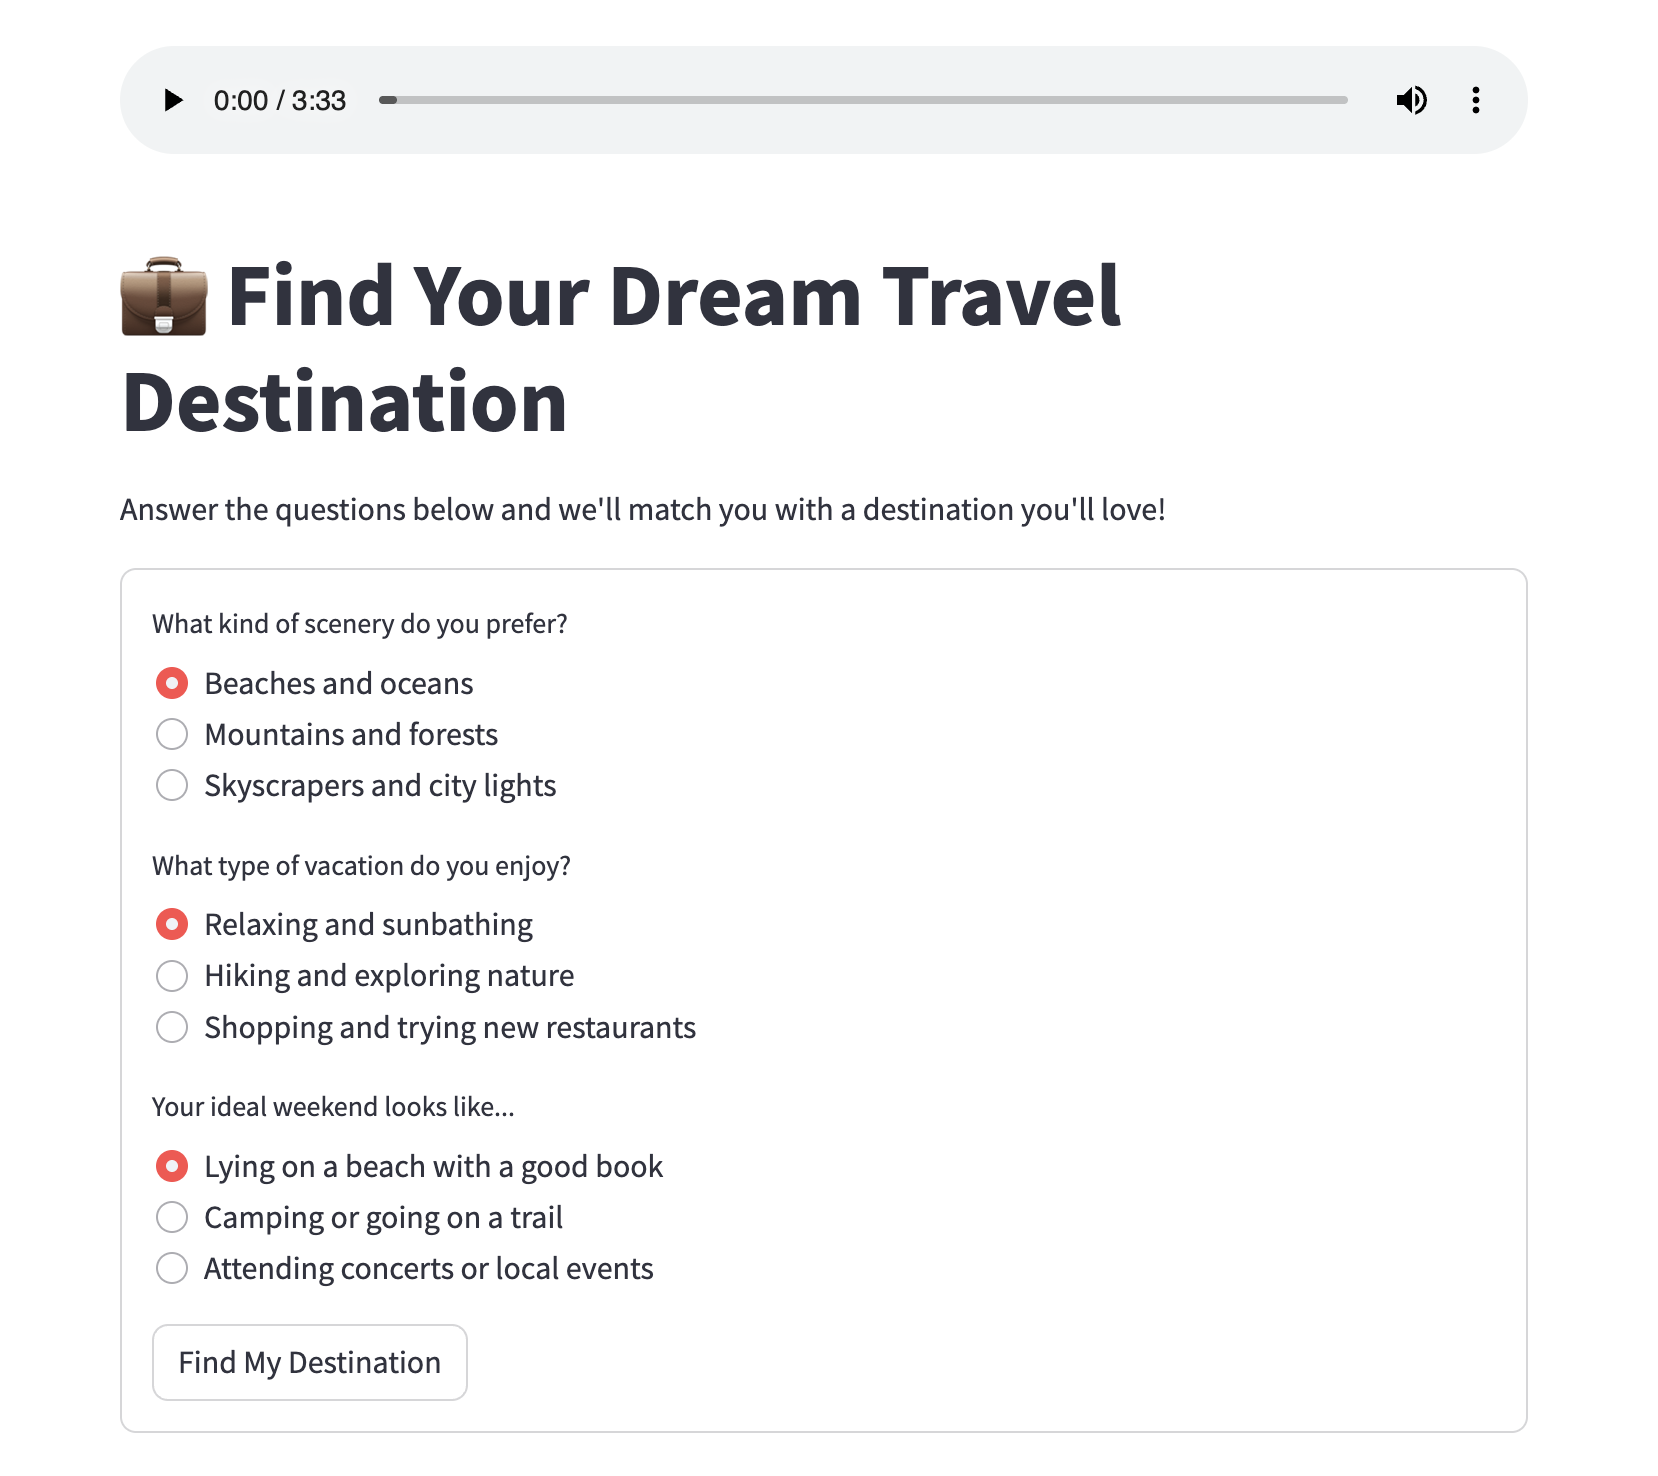 0:00 / 3:33
Find Your Dream Travel
Destination
Answer the questions below and we'll match you with a destination you'll love!
What kind of scenery do you prefer?
Beaches and oceans
Mountains and forests
Skyscrapers and city lights
What type of vacation do you enjoy?
Relaxing and sunbathing
Hiking and exploring nature
Shopping and trying new restaurants
Your ideal weekend looks like...
Lying on a beach with a good book
Camping or going on a trail
Attending concerts or local events
Find My Destination